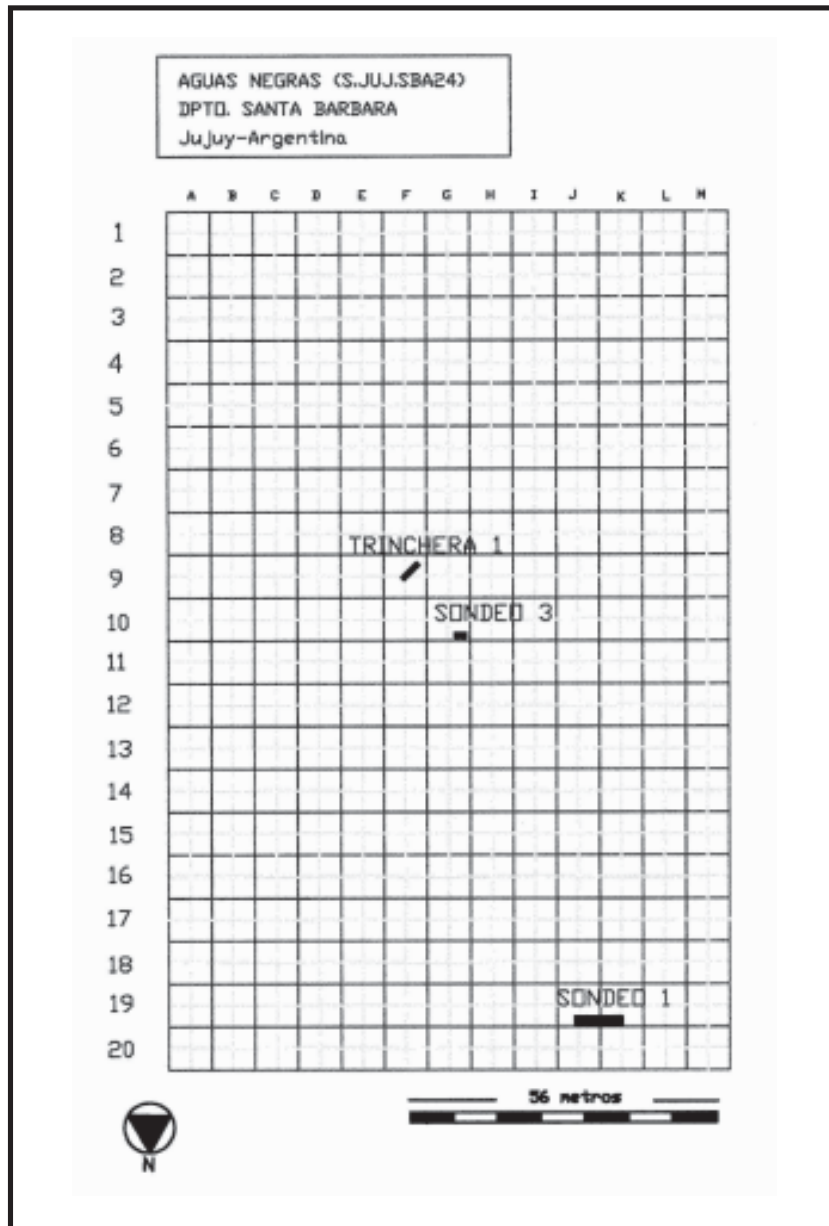 AGUAS NEGRAS (S.JUJ.SBA24)
DPTO. SANTA BARBARA
Jujuy-Argentina
A B C D E F G H I J K L M
1
2
3
4
5
6
7
8
TRINCHERA 1
9
SONDEO 3
10
11
12
13
14
15
16
17
18
SONDEO 1
19
20
56 metros
N